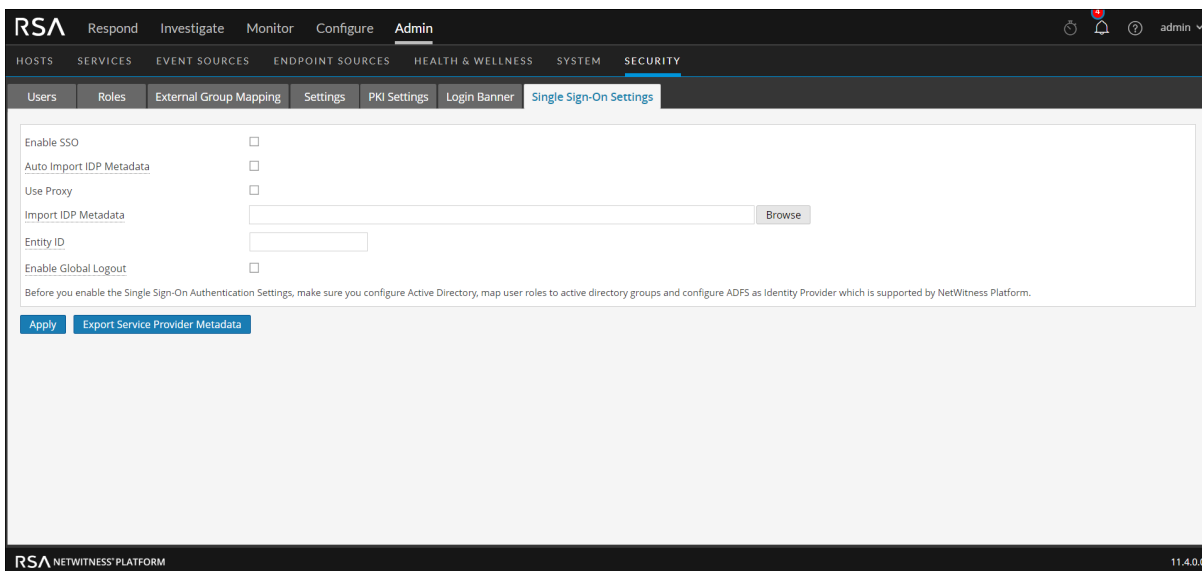 RSA Respond Investigate Monitor Configure Admin 4 admin
HOSTS SERVICES EVENT SOURCES ENDPOINT SOURCES HEALTH & WELLNESS SYSTEM SECURITY
Users Roles External Group Mapping Settings PKI Settings Login Banner Single Sign-On Settings
Enable SSO
Auto Import IDP Metadata
Use Proxy
Import IDP Metadata Browse
Entity ID
Enable Global Logout
Before you enable the Single Sign-On Authentication Settings, make sure you configure Active Directory, map user roles to active directory groups and configure ADFS as Identity Provider which is supported by NetWitness Platform.
Apply Export Service Provider Metadata
RSA NETWITNESS® PLATFORM 11.4.0.0